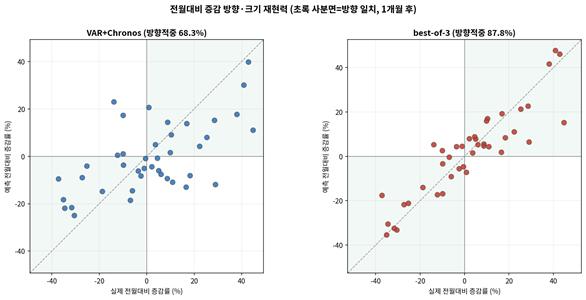 전월대비 증감 방향·크기 재현력 (초록 사분면=방향 일치, 1개월 후)
VAR+Chronos (방향적중 68.3%)
예측 전월대비 증감률 (%)
40
20
0
-20
-40
-40
-20
0
20
40
실제 전월대비 증감률 (%)
best-of-3 (방향적중 87.8%)
예측 전월대비 증감률 (%)
40
20
0
-20
-40
-40
-20
0
20
40
실제 전월대비 증감률 (%)